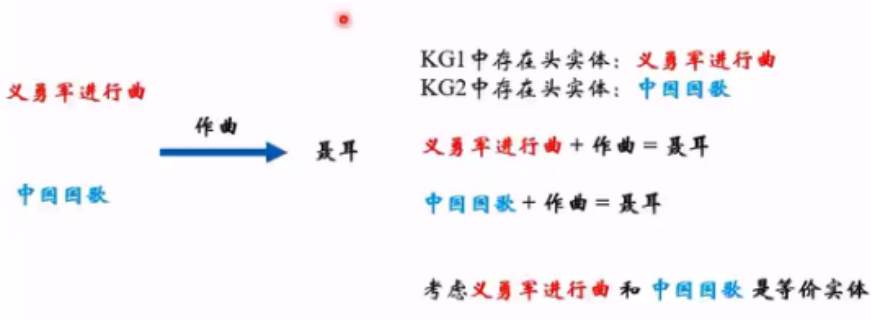 义勇军进行曲
作曲
聂耳
中国国歌
KG1中存在头实体：义勇军进行曲
KG2中存在头实体：中国国歌
义勇军进行曲 + 作曲 = 聂耳
中国国歌 + 作曲 = 聂耳
考虑义勇军进行曲 和 中国国歌 是等价实体